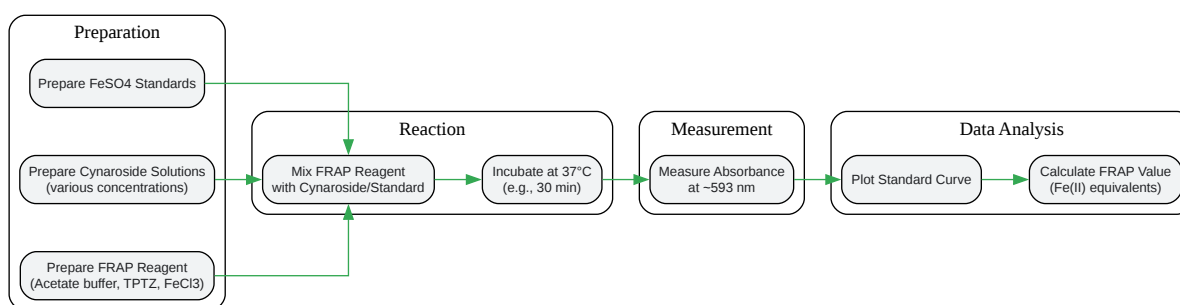 Preparation
Prepare FeSO4 Standards
Prepare Cynaroside Solutions
(various concentrations)
Prepare FRAP Reagent
(Acetate buffer, TPTZ, FeCl3)
Reaction
Mix FRAP Reagent
with Cynaroside/Standard
Incubate at 37°C
(e.g., 30 min)
Measurement
Measure Absorbance
at ~593 nm
Data Analysis
Plot Standard Curve
Calculate FRAP Value
(Fe(II) equivalents)